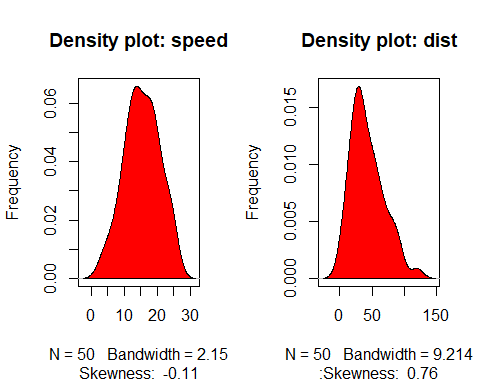 Density plot: speed
Frequency
0.00 0.02 0.04 0.06
0 10 20 30
N = 50 Bandwidth = 2.15
Skewness: -0.11
Density plot: dist
Frequency
0.000 0.005 0.010 0.015
0 50 150
N = 50 Bandwidth = 9.214
:Skewness: 0.76